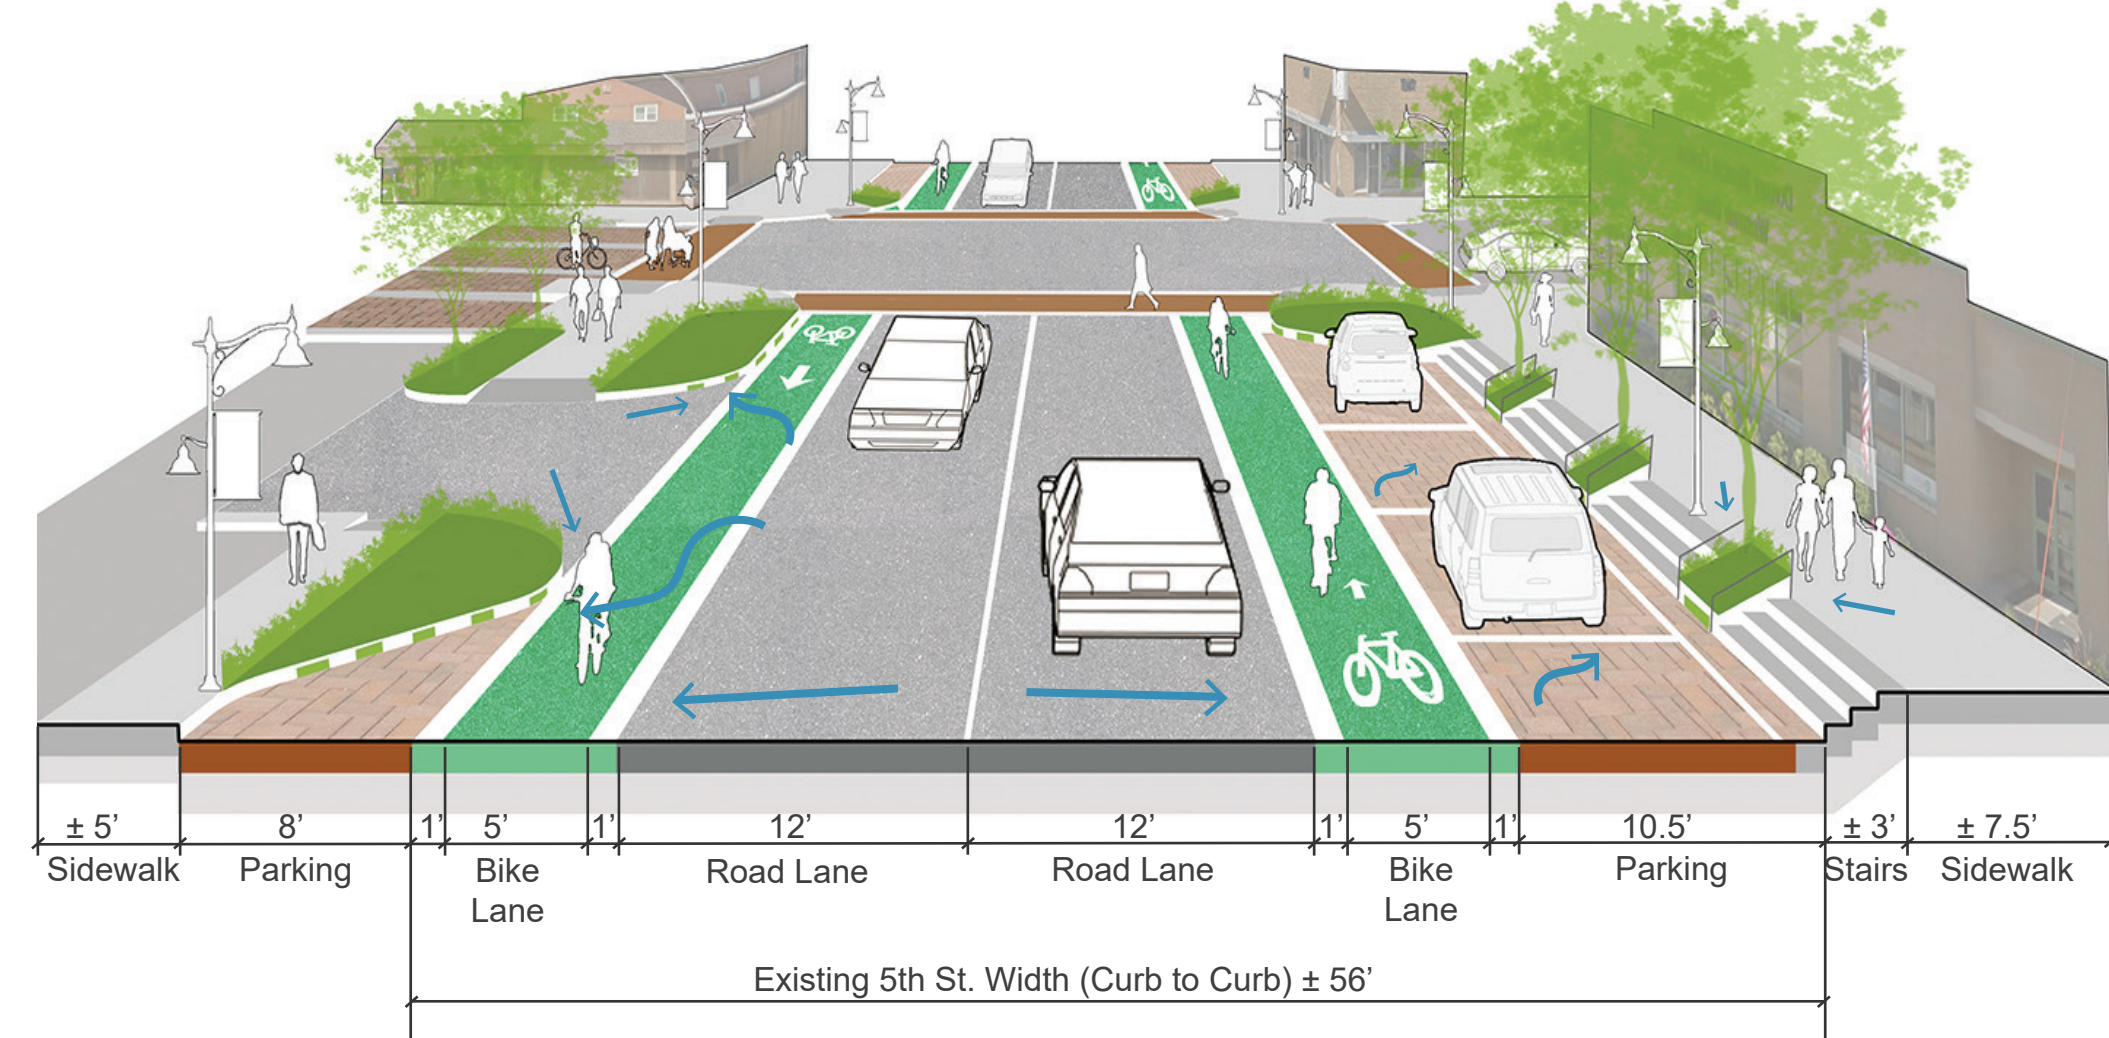 ± 5’ 8’ 1’ 5’ 1’ 12’ 12’ 1’ 5’ 1’ 10.5’ ± 3’ ± 7.5’
Sidewalk Parking Bike Road Lane Road Lane Bike Parking Stairs Sidewalk
Lane Lane
Existing 5th St. Width (Curb to Curb) ± 56’